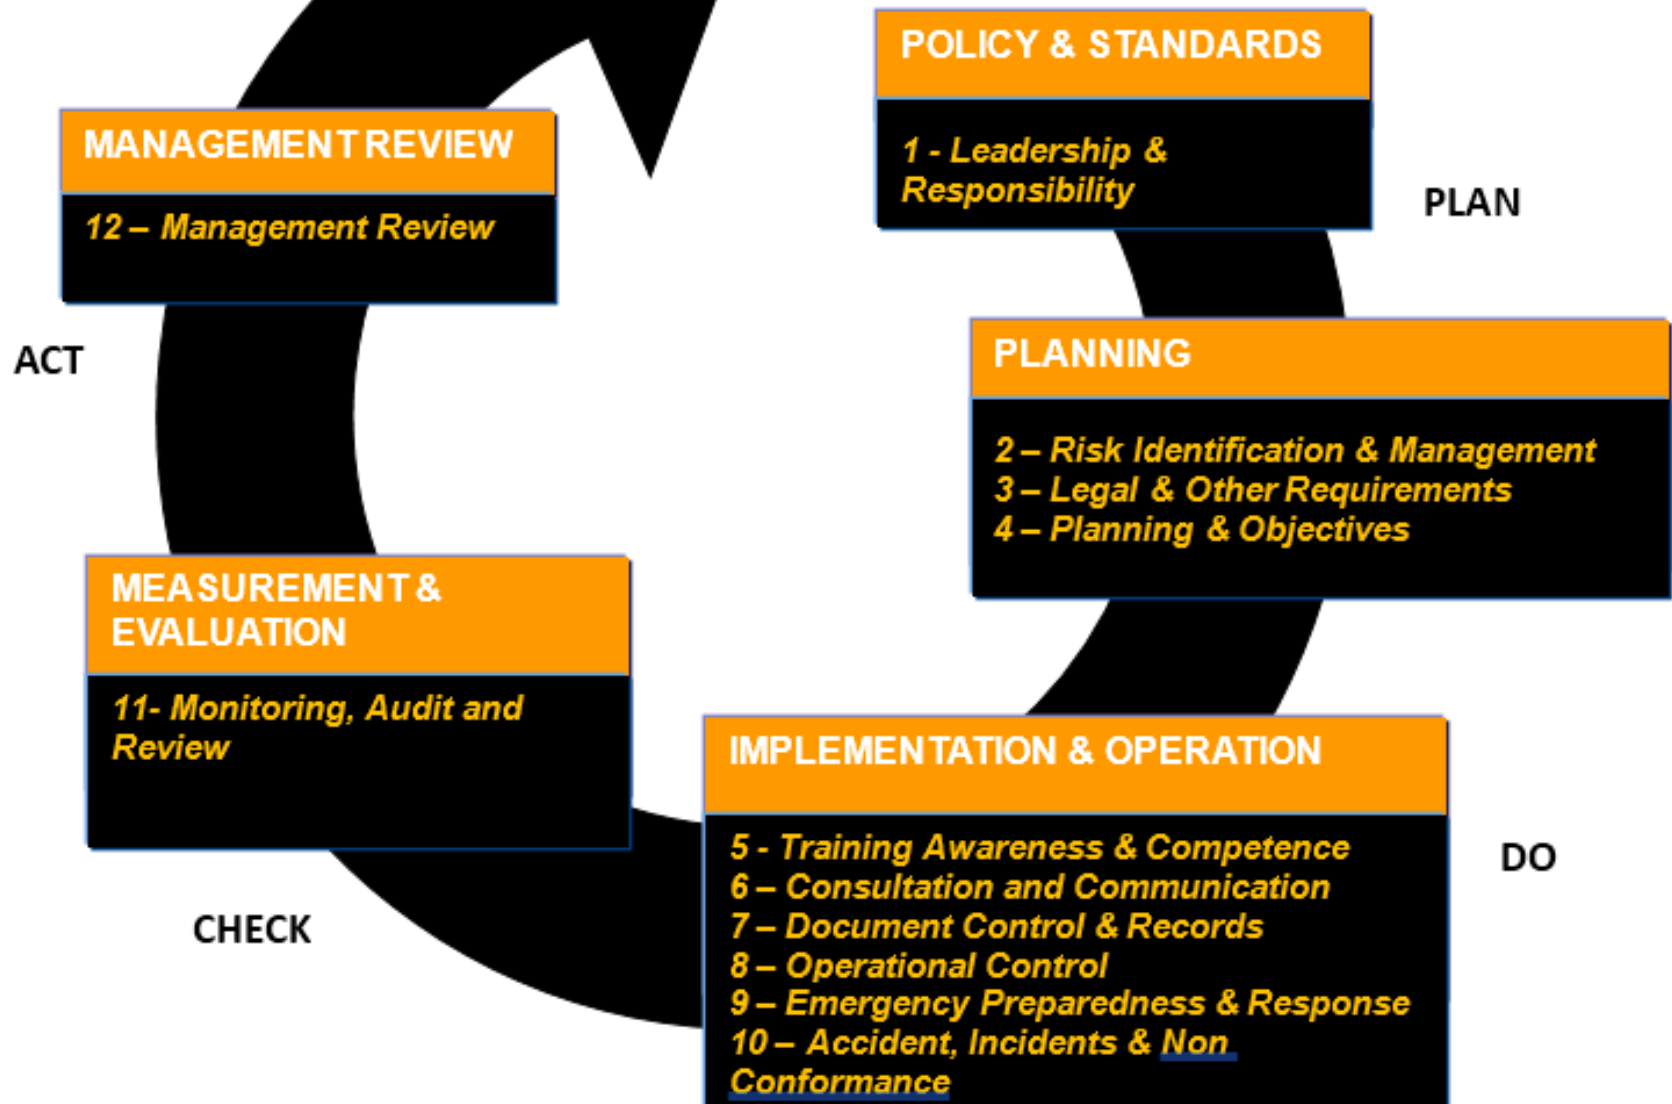 POLICY & STANDARDS
1 - Leadership &
Responsibility
PLAN
PLANNING
2 – Risk Identification & Management
3 – Legal & Other Requirements
4 – Planning & Objectives
IMPLEMENTATION & OPERATION
5 - Training Awareness & Competence
6 – Consultation and Communication
7 – Document Control & Records
8 – Operational Control
9 – Emergency Preparedness & Response
10 – Accident, Incidents & Non
Conformance
DO
MEASUREMENT &
EVALUATION
11- Monitoring, Audit and
Review
CHECK
MANAGEMENT REVIEW
12 – Management Review
ACT